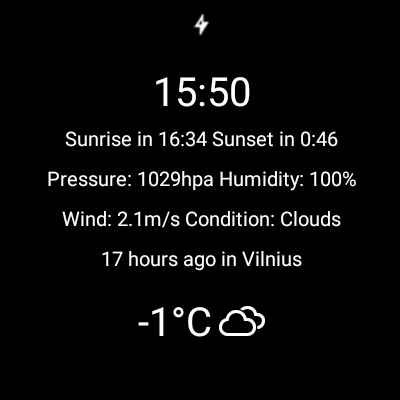 15:50
Sunrise in 16:34 Sunset in 0:46
Pressure: 1029hpa Humidity: 100%
Wind: 2.1m/s Condition: Clouds
17 hours ago in Vilnius
-1°C